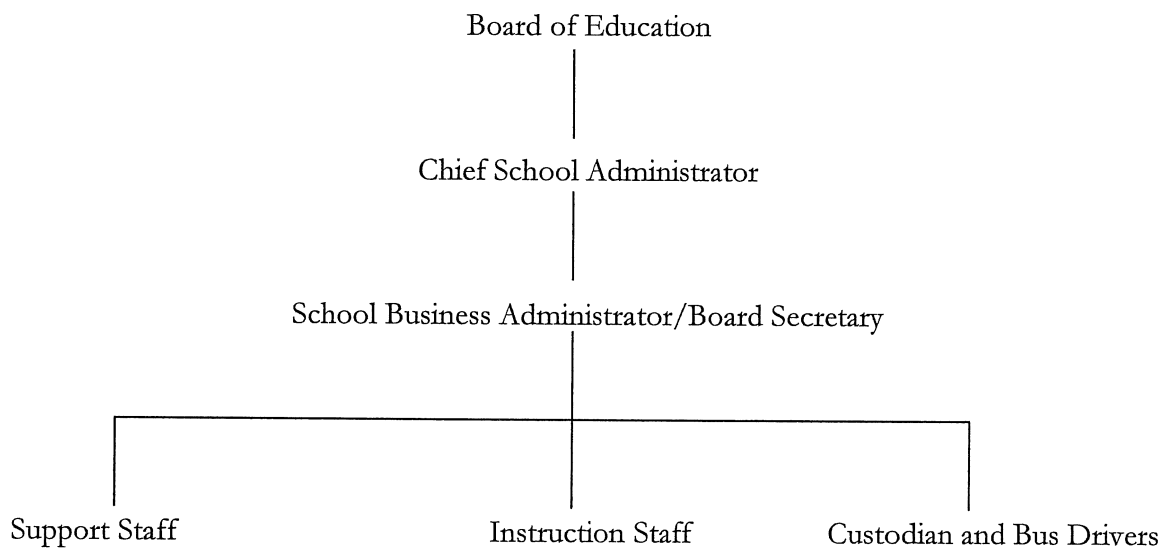 Board of Education
Chief School Administrator
School Business Administrator/Board Secretary
Support Staff
Instruction Staff
Custodian and Bus Drivers